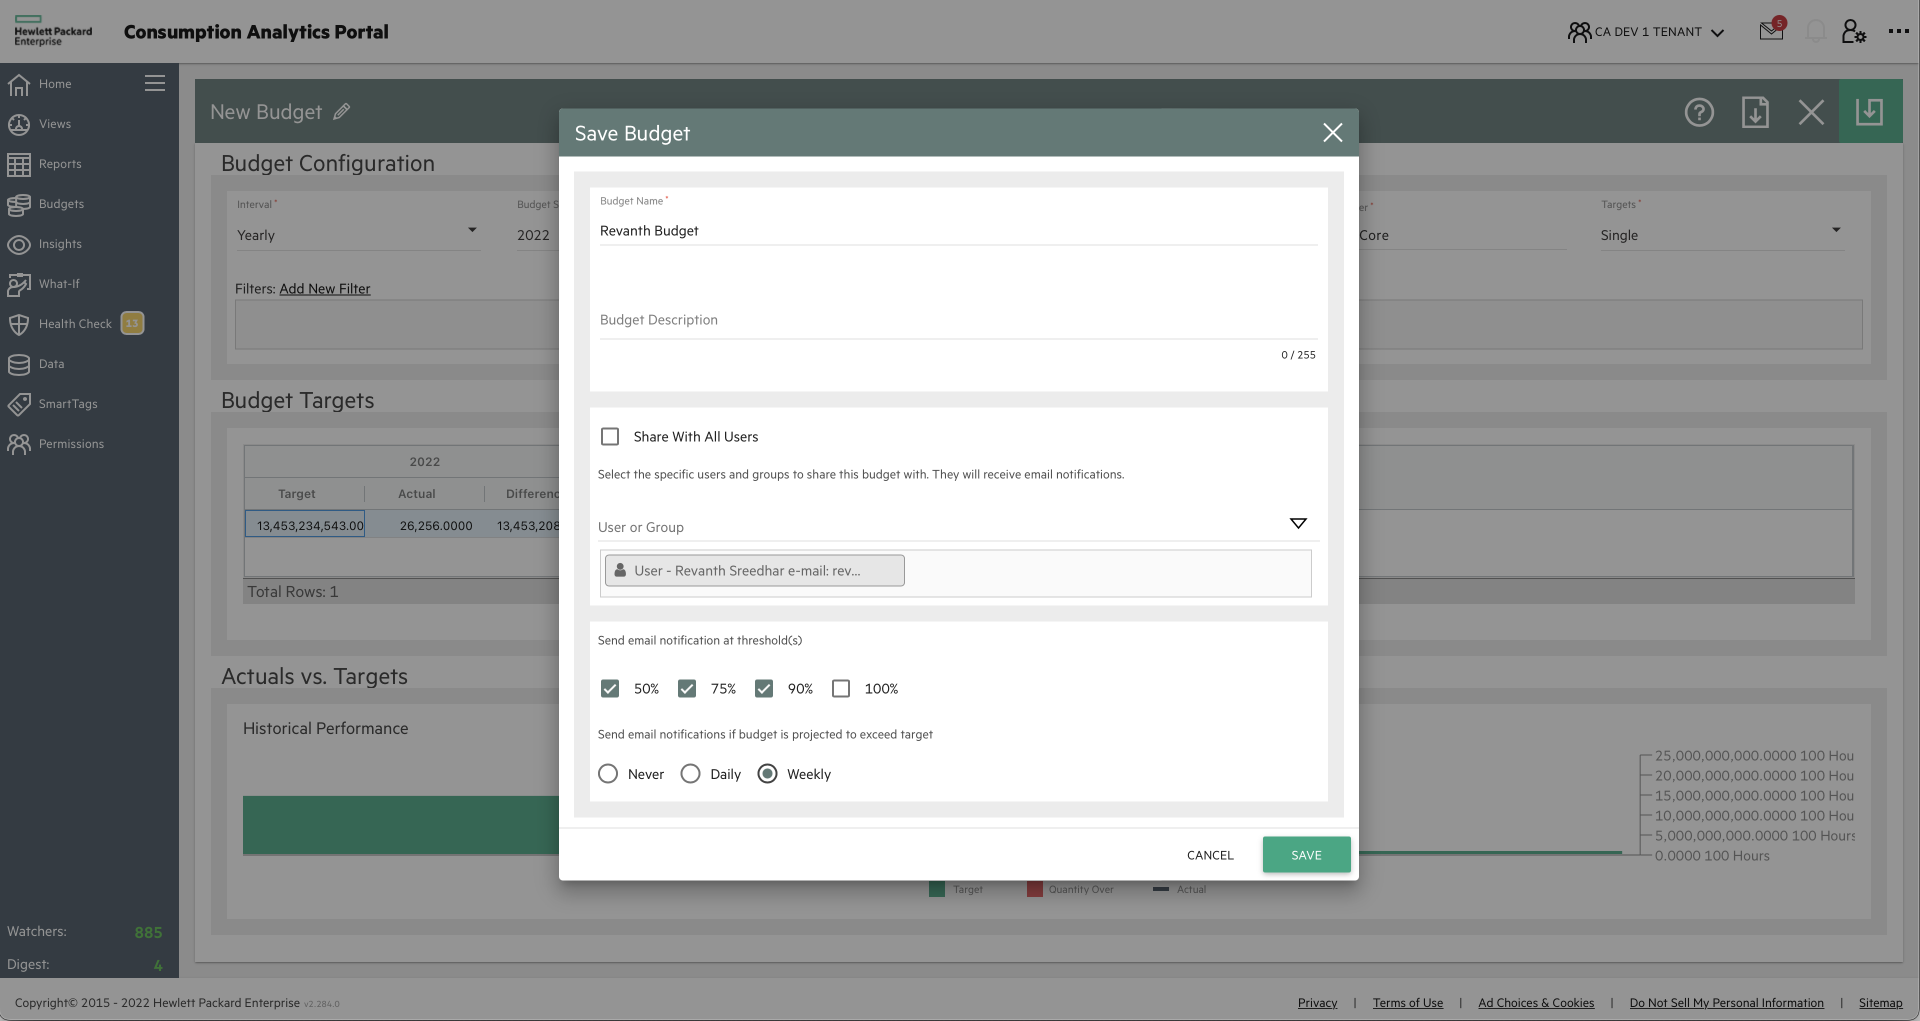 Hewlett Packard
Enterprise
Consumption Analytics Portal
CA DEV 1 TENANT
5
Home
Views
Reports
Budgets
Insights
What-If
Health Check 13
Data
SmartTags
Permissions
Watchers: 885
Digest: 4
New Budget
Budget Configuration
Interval *
Yearly
Budget S
2022
er *
Core
Targets *
Single
Filters: Add New Filter
Budget Targets
2022
Target Actual Differenc
13,453,234,543.00 26,256.0000 13,453,208
Total Rows: 1
Actuals vs. Targets
Historical Performance
25,000,000,000.0000 100 Hou
20,000,000,000.0000 100 Hou
15,000,000,000.0000 100 Hou
10,000,000,000.0000 100 Hou
5,000,000,000.0000 100 Hours
0.0000 100 Hours
Target Quantity Over Actual
Save Budget
Budget Name *
Revanth Budget
Budget Description
0 / 255
Share With All Users
Select the specific users and groups to share this budget with. They will receive email notifications.
User or Group
User - Revanth Sreedhar e-mail: rev...
Send email notification at threshold(s)
50% 75% 90% 100%
Send email notifications if budget is projected to exceed target
Never Daily Weekly
CANCEL SAVE
Copyright© 2015 - 2022 Hewlett Packard Enterprise v2.284.0
Privacy | Terms of Use | Ad Choices & Cookies | Do Not Sell My Personal Information | Sitemap